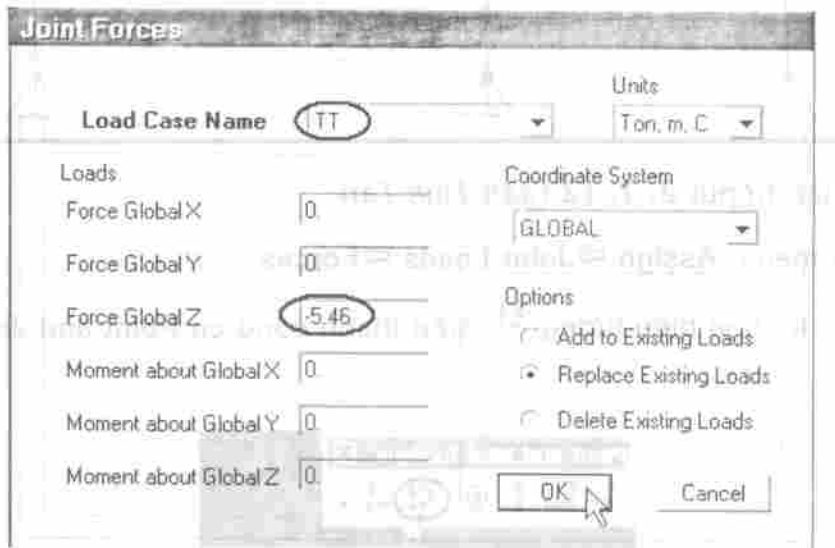 Joint Forces
Units
Load Case Name TT
Ton, m, C
Loads
Coordinate System
Force Global X 0.
GLOBAL
Force Global Y 0.
Options
Force Global Z -5.46
Add to Existing Loads
Moment about Global X 0.
Replace Existing Loads
Moment about Global Y 0.
Delete Existing Loads
Moment about Global Z 0.
OK
Cancel